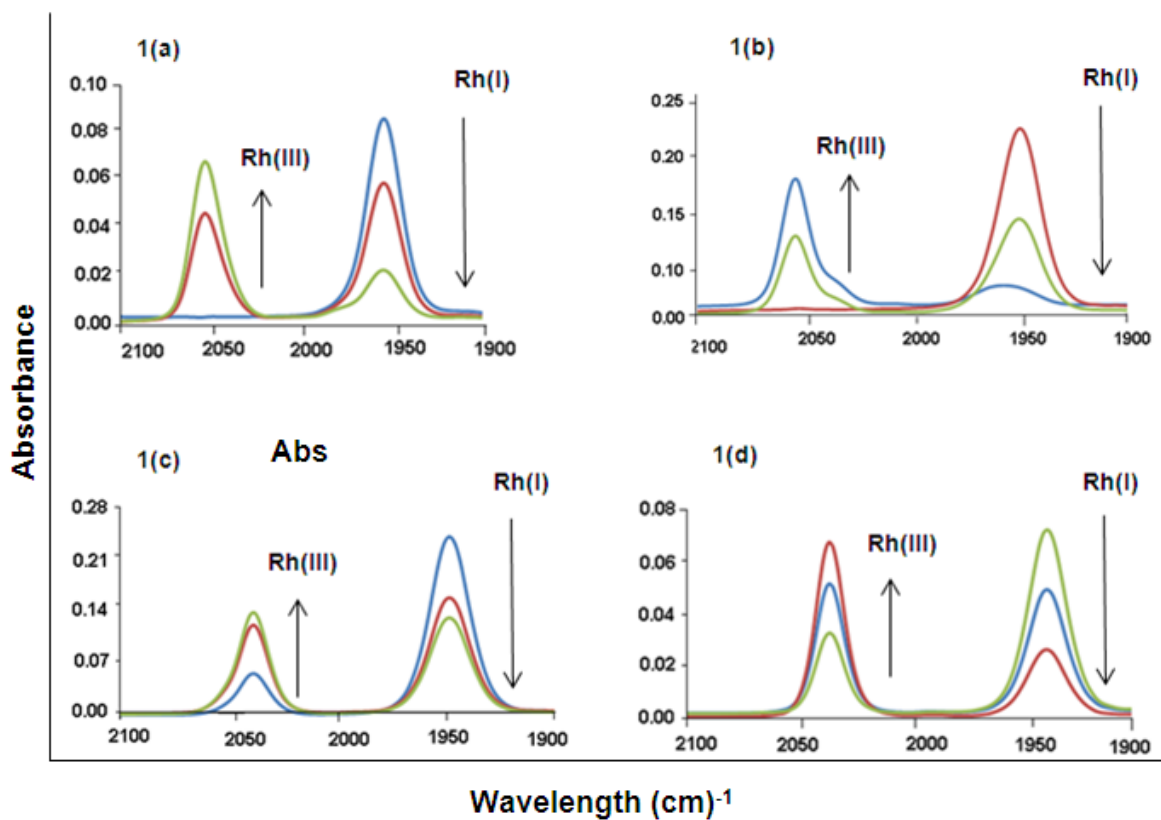 1(a)
Rh(I)
0.10
0.08
Rh(III)
0.06
0.04
0.02
0.00
2100 2050 2000 1950 1900
1(b)
Rh(I)
0.25
Rh(III)
0.20
0.15
0.10
0.00
2100 2050 2000 1950 1900
Absorbance
1(c)
Abs
Rh(I)
0.28
0.21
Rh(III)
0.14
0.07
0.00
2100 2050 2000 1950 1900
1(d)
Rh(I)
0.08
Rh(III)
0.06
0.04
0.02
0.00
2100 2050 2000 1950 1900
Wavelength (cm)-1